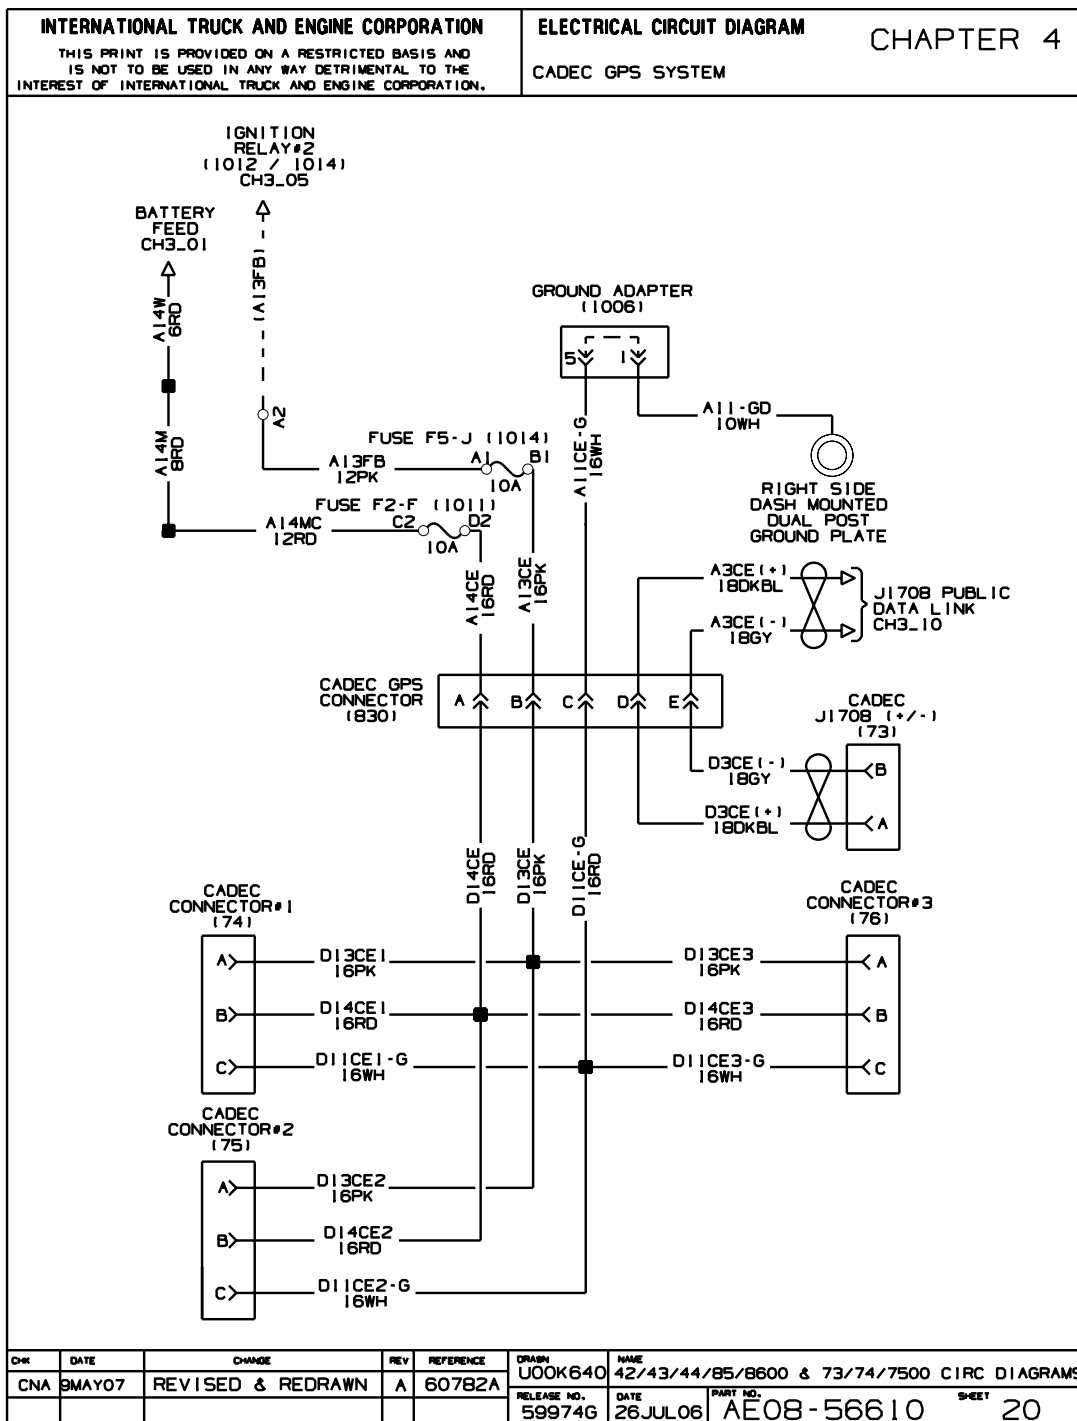 INTERNATIONAL TRUCK AND ENGINE CORPORATION
THIS PRINT IS PROVIDED ON A RESTRICTED BASIS AND
IS NOT TO BE USED IN ANY WAY DETRIMENTAL TO THE
INTEREST OF INTERNATIONAL TRUCK AND ENGINE CORPORATION.
ELECTRICAL CIRCUIT DIAGRAM
CADEC GPS SYSTEM
CHAPTER 4
IGNITION
RELAY#2
(1012 / 1014)
CH3_05
BATTERY
FEED
CH3_01
(A13FB)
A14W
6RD
A14M
8RD
A2
GROUND ADAPTER
(1006)
5
1
A11-GD
10WH
RIGHT SIDE
DASH MOUNTED
DUAL POST
GROUND PLATE
A11CE-G
16WH
FUSE F5-J (1014)
A13FB
12PK
A1
B1
10A
FUSE F2-F (1011)
A14MC
12RD
C2
D2
10A
A14CE
16RD
A13CE
16PK
A3CE(+)
18DKBL
A3CE(-)
18GY
J1708 PUBLIC
DATA LINK
CH3_10
CADEC GPS
CONNECTOR
(830)
A
B
C
D
E
CADEC
J1708 (+/-)
(73)
D3CE(-)
18GY
B
D3CE(+)
18DKBL
A
D14CE
16RD
D13CE
16PK
D11CE-G
16RD
CADEC
CONNECTOR#1
(74)
CADEC
CONNECTOR#3
(76)
A
D13CE1
16PK
D13CE3
16PK
A
B
D14CE1
16RD
D14CE3
16RD
B
C
D11CE1-G
16WH
D11CE3-G
16WH
C
CADEC
CONNECTOR#2
(75)
A
D13CE2
16PK
B
D14CE2
16RD
C
D11CE2-G
16WH
CHK DATE CHANGE REV REFERENCE
CNA 9MAY07 REVISED & REDRAWN A 60782A
DRAWN
U00K640
NAME
42/43/44/85/8600 & 73/74/7500 CIRC DIAGRAMS
RELEASE NO.
59974G
DATE
26JUL06
PART NO.
AE08-56610
SHEET
20